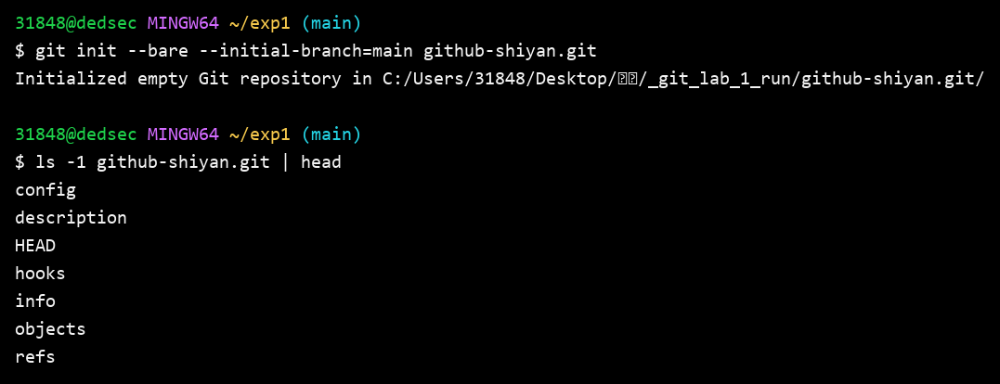 31848@dedsec MINGW64 ~/exp1 (main)
$ git init --bare --initial-branch=main github-shiyan.git
Initialized empty Git repository in C:/Users/31848/Desktop//_git_lab_1_run/github-shiyan.git/
31848@dedsec MINGW64 ~/exp1 (main)
$ ls -1 github-shiyan.git | head
config
description
HEAD
hooks
info
objects
refs